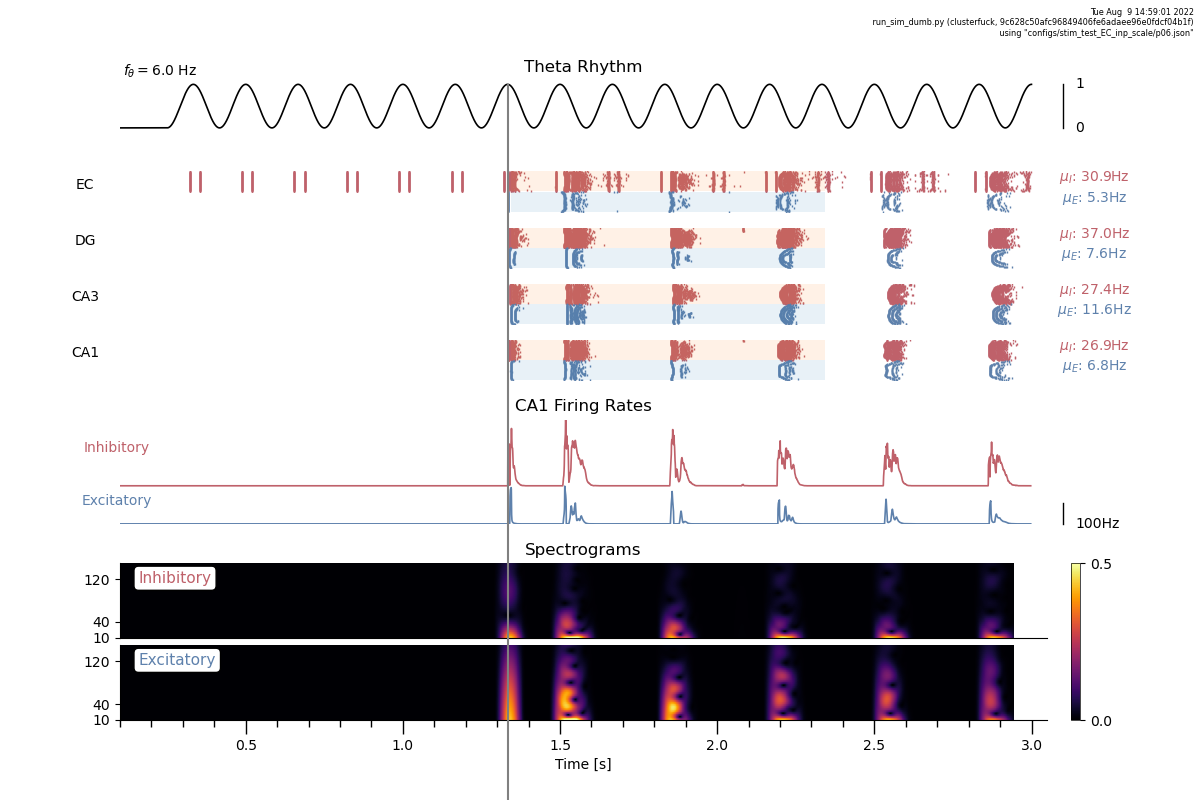 Tue Aug  9 14:59:01 2022
run_sim_dumb.py (clusterfuck, 9c628c50afc96849406fe6adaee96e0fdcf04b1f)
using "configs/stim_test_EC_inp_scale/p06.json"
fθ = 6.0 Hz
Theta Rhythm
1
0
EC
μI: 30.9Hz
μE: 5.3Hz
DG
μI: 37.0Hz
μE: 7.6Hz
CA3
μI: 27.4Hz
μE: 11.6Hz
CA1
μI: 26.9Hz
μE: 6.8Hz
CA1 Firing Rates
Inhibitory
Excitatory
100Hz
Spectrograms
Inhibitory
120
40
10
Excitatory
120
40
10
0.5
0.0
0.5 1.0 1.5 2.0 2.5 3.0
Time [s]